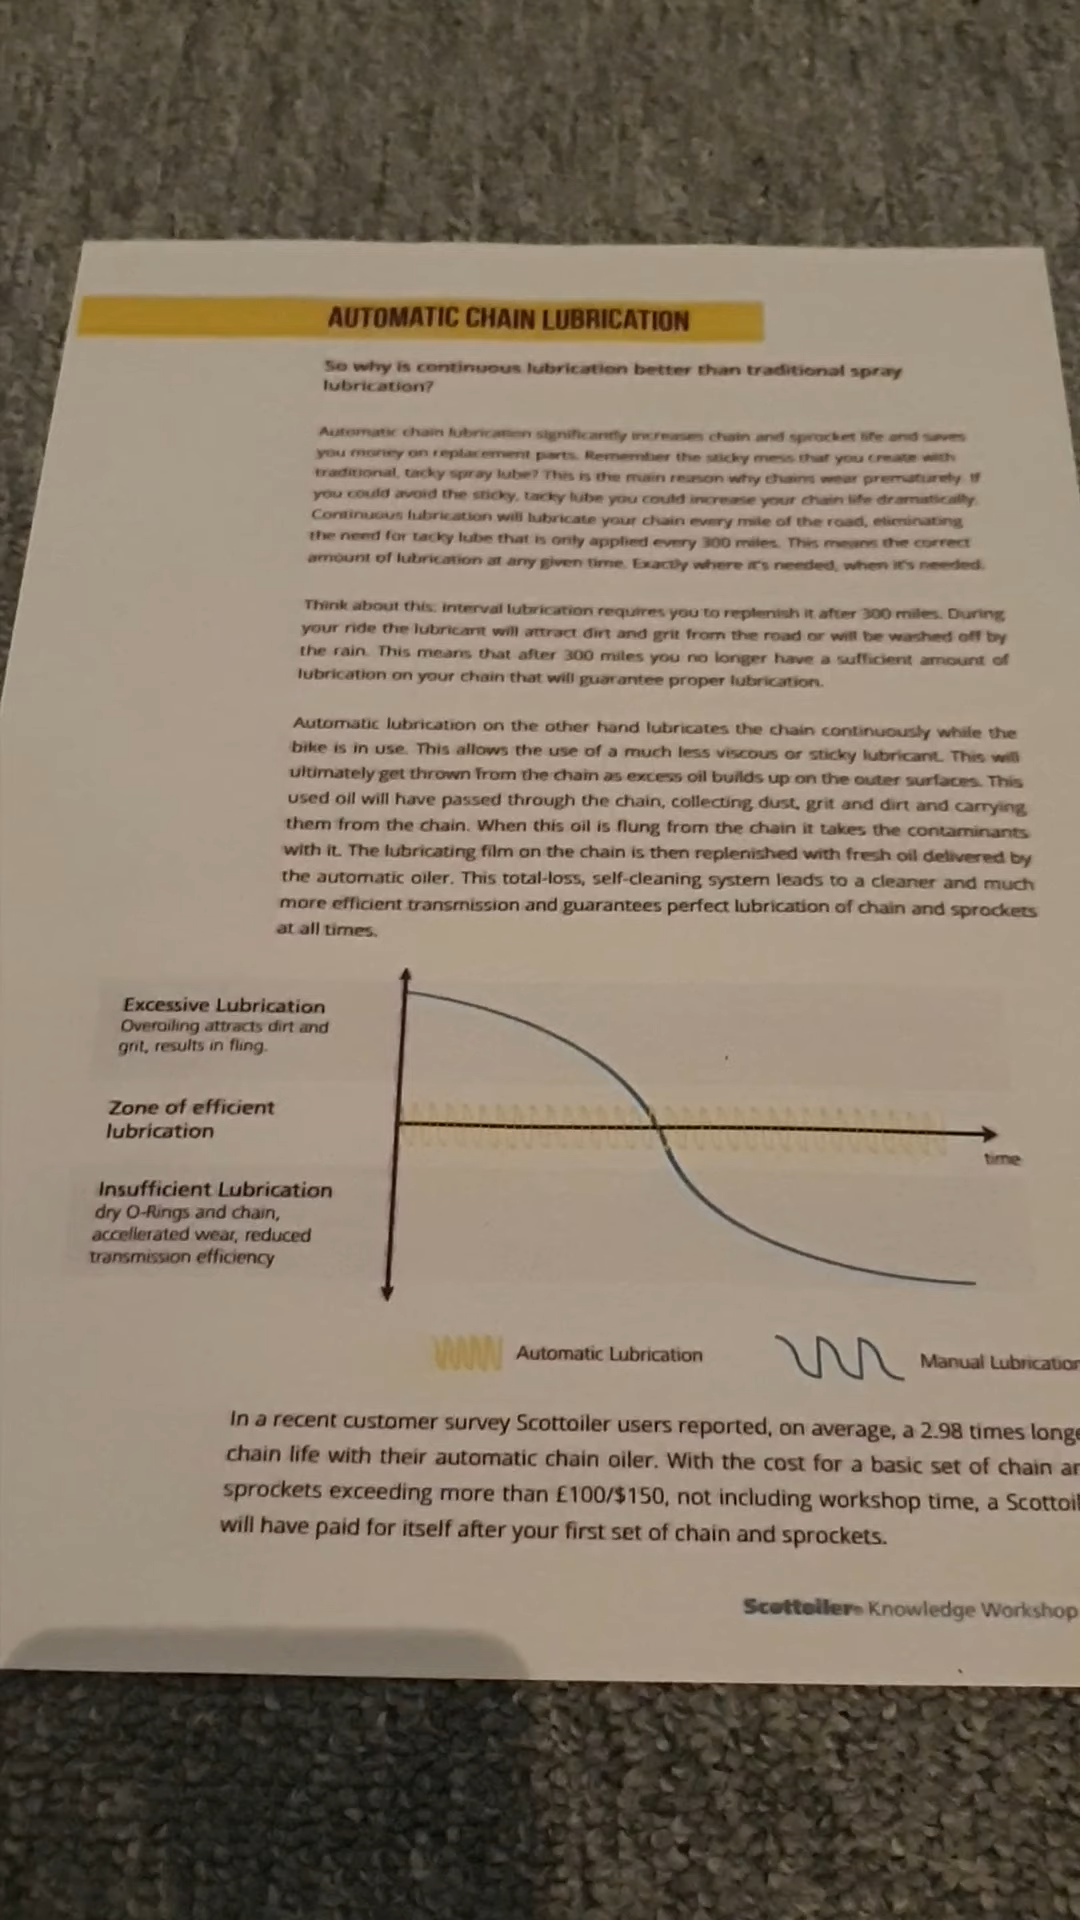 AUTOMATIC CHAIN LUBRICATION
So why is continuous lubrication better than traditional spray
lubrication?
Automatic chain lubrication significantly increases chain and sprocket life and saves
you money on replacement parts. Remember the sticky mess that you create with
traditional, tacky spray lube? This is the main reason why chains wear prematurely. If
you could avoid the sticky, tacky lube you could increase your chain life dramatically.
Continuous lubrication will lubricate your chain every mile of the road, eliminating
the need for tacky lube that is only applied every 300 miles. This means the correct
amount of lubrication at any given time. Exactly where it's needed, when it's needed.
Think about this: interval lubrication requires you to replenish it after 300 miles. During
your ride the lubricant will attract dirt and grit from the road or will be washed off by
the rain. This means that after 300 miles you no longer have a sufficient amount of
lubrication on your chain that will guarantee proper lubrication.
Automatic lubrication on the other hand lubricates the chain continuously while the
bike is in use. This allows the use of a much less viscous or sticky lubricant. This will
ultimately get thrown from the chain as excess oil builds up on the outer surfaces. This
used oil will have passed through the chain, collecting dust, grit and dirt and carrying
them from the chain. When this oil is flung from the chain it takes the contaminants
with it. The lubricating film on the chain is then replenished with fresh oil delivered by
the automatic oiler. This total-loss, self-cleaning system leads to a cleaner and much
more efficient transmission and guarantees perfect lubrication of chain and sprockets
at all times.
Excessive Lubrication
Overoiling attracts dirt and
grit, results in fling.
Zone of efficient
lubrication
time
Insufficient Lubrication
dry O-Rings and chain,
accellerated wear, reduced
transmission efficiency
Automatic Lubrication
Manual Lubrication
In a recent customer survey Scottoiler users reported, on average, a 2.98 times longe
chain life with their automatic chain oiler. With the cost for a basic set of chain an
sprockets exceeding more than £100/$150, not including workshop time, a Scottoil
will have paid for itself after your first set of chain and sprockets.
Scottoiler® Knowledge Workshop